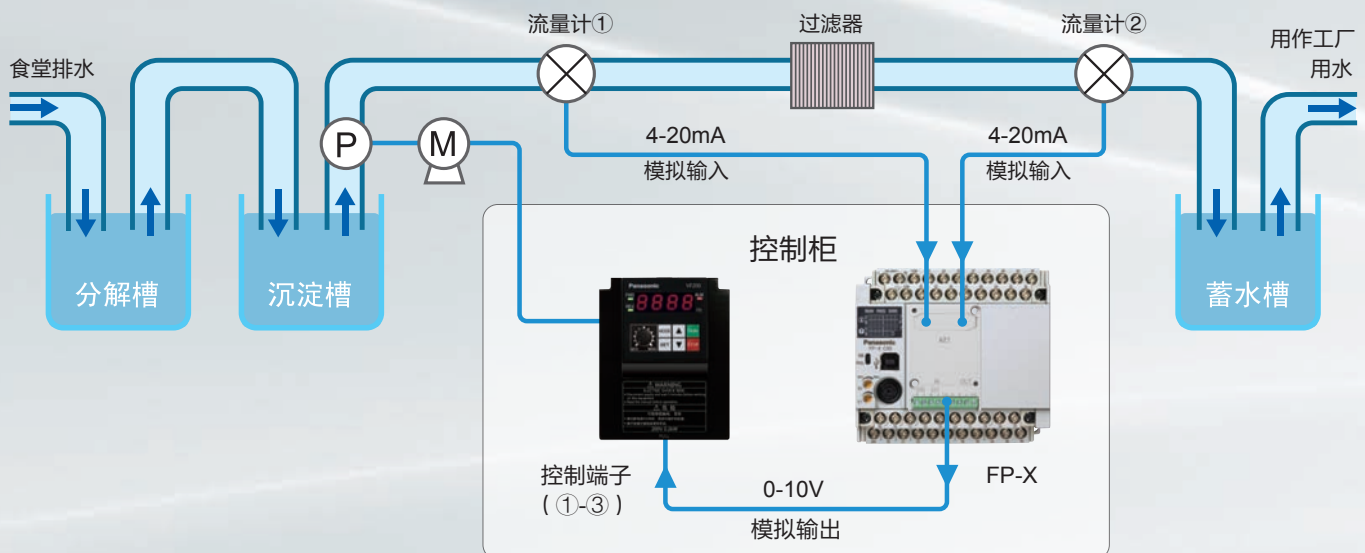 食堂排水
流量计①
过滤器
流量计②
用作工厂
用水
P
M
4-20mA
模拟输入
4-20mA
模拟输入
分解槽
沉淀槽
蓄水槽
控制柜
Panasonic
8888
Panasonic
WARNING
控制端子
(①-③)
0-10V
模拟输出
FP-X